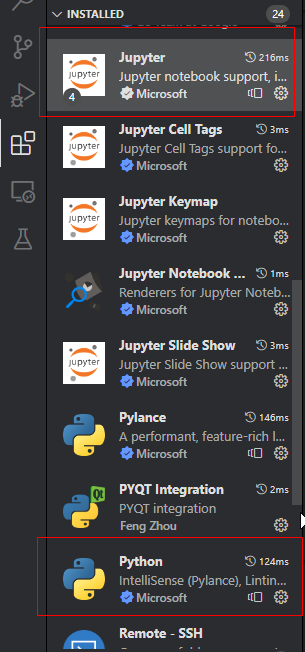 INSTALLED 24
Jupyter 216ms
Jupyter notebook support, i...
Microsoft
jupyter
4
Jupyter Cell Tags 3ms
Jupyter Cell Tags support fo...
Microsoft
jupyter
Jupyter Keymap
Jupyter keymaps for notebo...
Microsoft
jupyter
Jupyter Notebook ... 1ms
Renderers for Jupyter Noteb...
Microsoft
Jupyter Slide Show 3ms
Jupyter Slide Show support ...
Microsoft
jupyter
Pylance 146ms
A performant, feature-rich l...
Microsoft
PYQT Integration 2ms
PYQT integration
Feng Zhou
Qt
Python 124ms
IntelliSense (Pylance), Lintin...
Microsoft
Remote - SSH